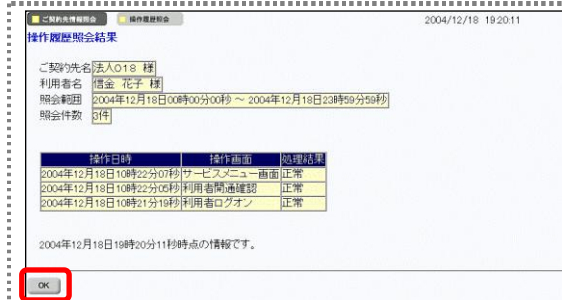 ご契約先情報照会 操作履歴照会 2004/12/18 19:20:11
操作履歴照会結果
ご契約先名 法人018 様
利用者名 信金 花子 様
照会範囲 2004年12月18日00時00分00秒 ~ 2004年12月18日23時59分59秒
照会件数 3件
操作日時 操作画面 処理結果
2004年12月18日10時22分07秒 サービスメニュー画面 正常
2004年12月18日10時22分05秒 利用者開通確認 正常
2004年12月18日10時21分19秒 利用者ログオン 正常
2004年12月18日19時20分11秒時点の情報です。
OK